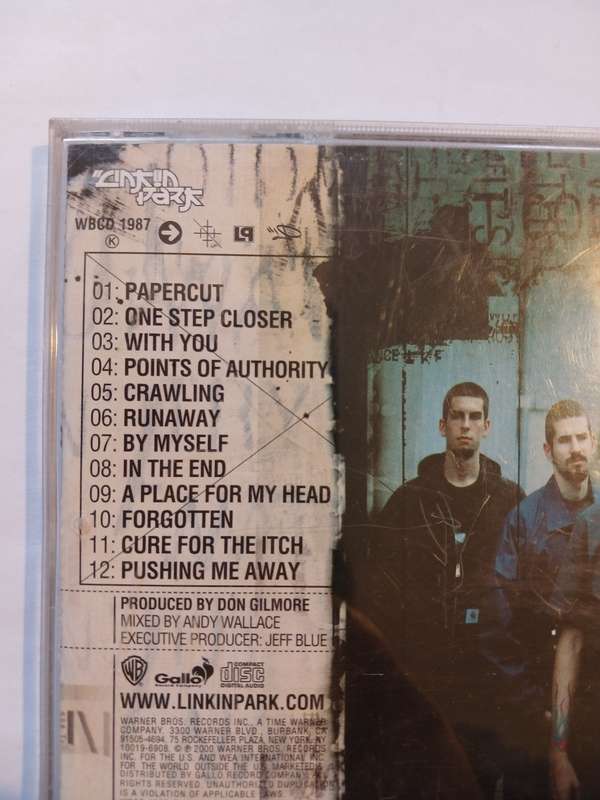 LINKIN PARK
WBCD 1987
K
LP
01: PAPERCUT
02: ONE STEP CLOSER
03: WITH YOU
04: POINTS OF AUTHORITY
05: CRAWLING
06: RUNAWAY
07: BY MYSELF
08: IN THE END
09: A PLACE FOR MY HEAD
10: FORGOTTEN
11: CURE FOR THE ITCH
12: PUSHING ME AWAY
PRODUCED BY DON GILMORE
MIXED BY ANDY WALLACE
EXECUTIVE PRODUCER: JEFF BLUE
WB Gallo Record Company COMPACT disc DIGITAL AUDIO
WWW.LINKINPARK.COM
WARNER BROS. RECORDS INC., A TIME WARNER
COMPANY. 3300 WARNER BLVD., BURBANK, CA
91505-4694. 75 ROCKEFELLER PLAZA, NEW YORK, NY
10019-6908. © ℗ 2000 WARNER BROS. RECORDS
INC. FOR THE U.S. AND WEA INTERNATIONAL INC.
FOR THE WORLD OUTSIDE THE U.S. MARKETED &
DISTRIBUTED BY GALLO RECORD COMPANY. ALL
RIGHTS RESERVED. UNAUTHORIZED DUPLICATION
IS A VIOLATION OF APPLICABLE LAWS.